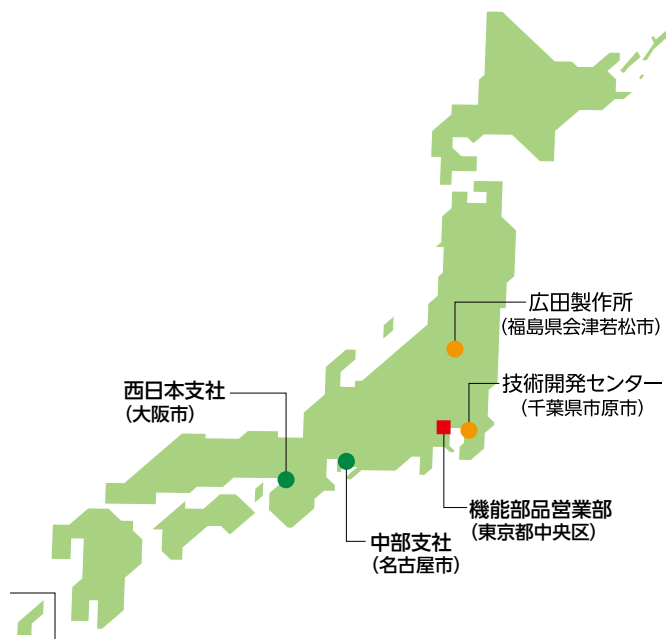 広田製作所
(福島県会津若松市)
技術開発センター
(千葉県市原市)
西日本支社
(大阪市)
機能部品営業部
(東京都中央区)
中部支社
(名古屋市)